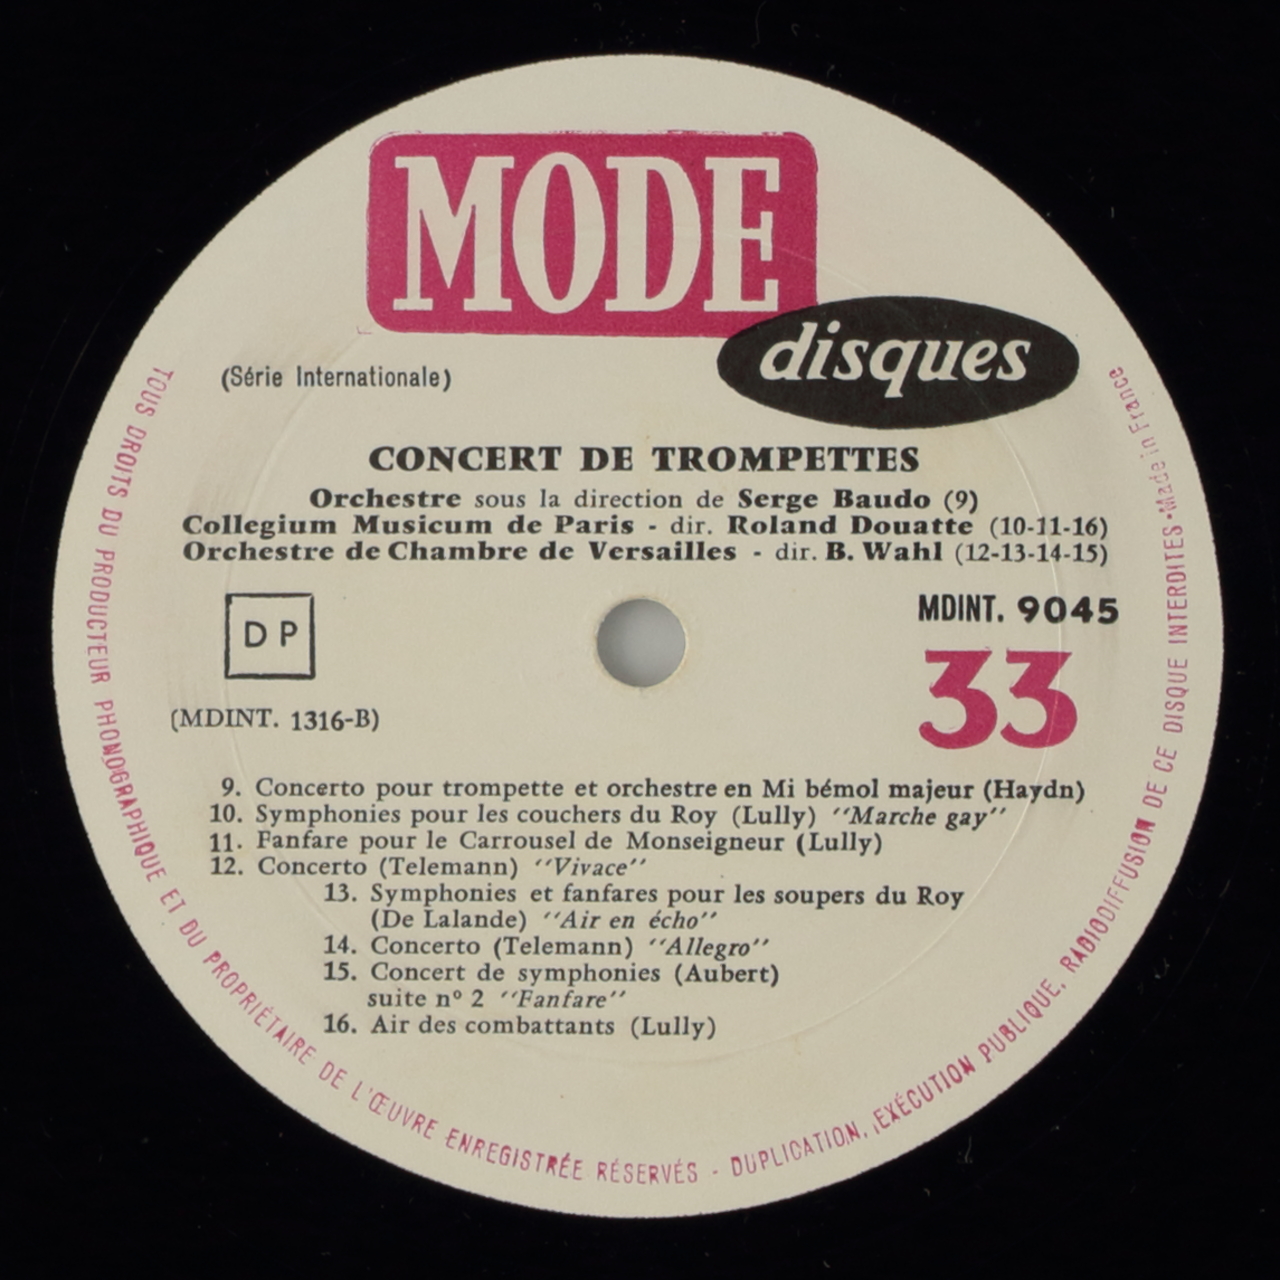 MODE
disques
(Série Internationale)
CONCERT DE TROMPETTES
Orchestre sous la direction de Serge Baudo (9)
Collegium Musicum de Paris - dir. Roland Douatte (10-11-16)
Orchestre de Chambre de Versailles - dir. B. Wahl (12-13-14-15)
DP
MDINT. 9045
33
(MDINT. 1316-B)
9. Concerto pour trompette et orchestre en Mi bémol majeur (Haydn)
10. Symphonies pour les couchers du Roy (Lully) "Marche gay"
11. Fanfare pour le Carrousel de Monseigneur (Lully)
12. Concerto (Telemann) "Vivace"
13. Symphonies et fanfares pour les soupers du Roy
(De Lalande) "Air en écho"
14. Concerto (Telemann) "Allegro"
15. Concert de symphonies (Aubert)
suite nº 2 "Fanfare"
16. Air des combattants (Lully)
TOUS DROITS DU PRODUCTEUR PHONOGRAPHIQUE ET DU PROPRIÉTAIRE DE L'ŒUVRE ENREGISTRÉE RÉSERVÉS - DUPLICATION, EXÉCUTION PUBLIQUE, RADIODIFFUSION DE CE DISQUE INTERDITES • Made in France